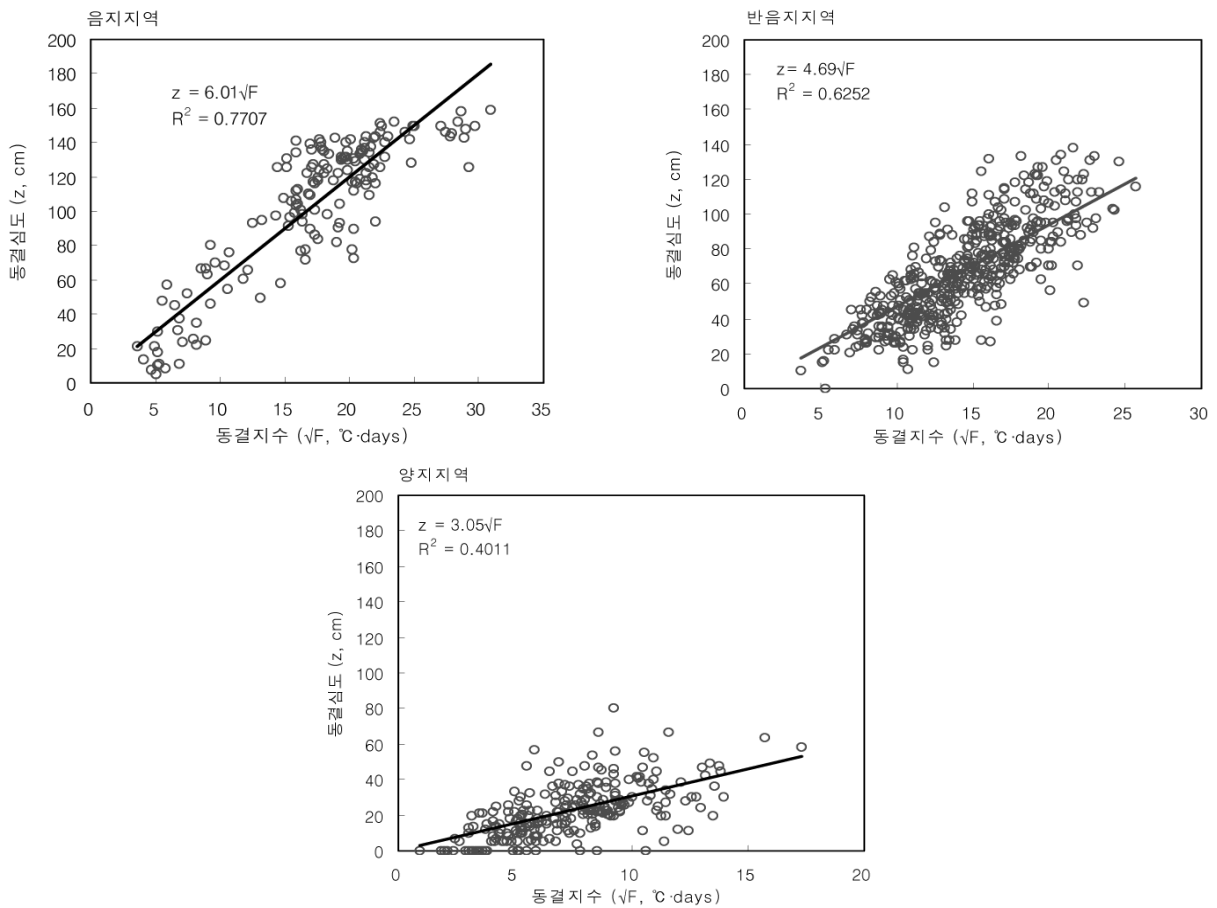 음지지역
200
180
160
140
120
100
80
60
40
20
0
동결심도 (z, cm)
z = 6.01√F
R² = 0.7707
0 5 10 15 20 25 30 35
동결지수 (√F, ℃·days)
반음지지역
200
180
160
140
120
100
80
60
40
20
0
동결심도 (z, cm)
z= 4.69√F
R² = 0.6252
0 5 10 15 20 25 30
동결지수 (√F, ℃·days)
양지지역
200
180
160
140
120
100
80
60
40
20
0
동결심도 (z, cm)
z = 3.05√F
R² = 0.4011
0 5 10 15 20
동결지수 (√F, ℃·days)